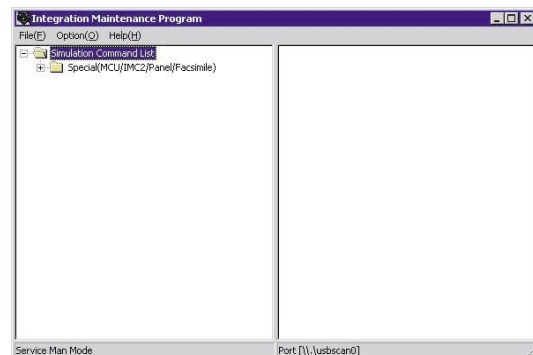 Integration Maintenance Program
File(F) Option(O) Help(H)
Simulation Command List
Special(MCU/IMC2/Panel/Facsimile)
Service Man Mode
Port [\\.\usbscan0]